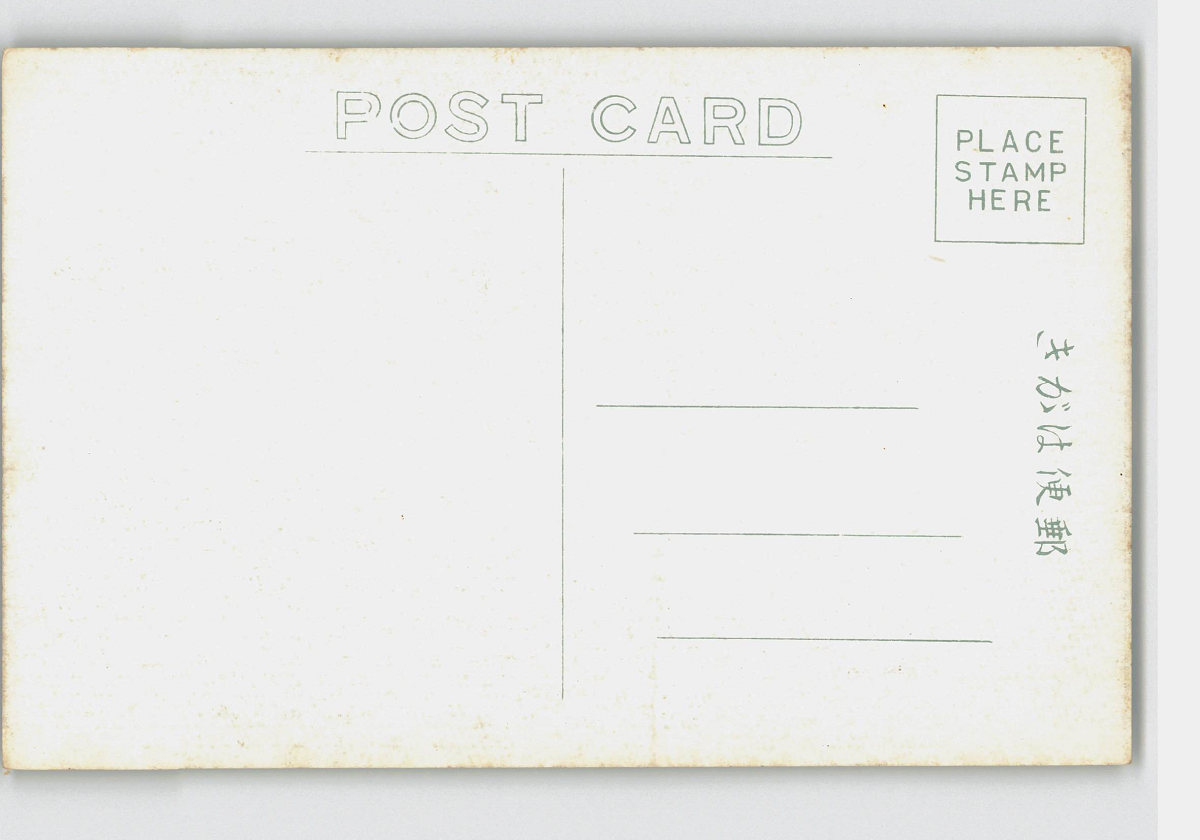 POST CARD
PLACE
STAMP
HERE
郵便はがき